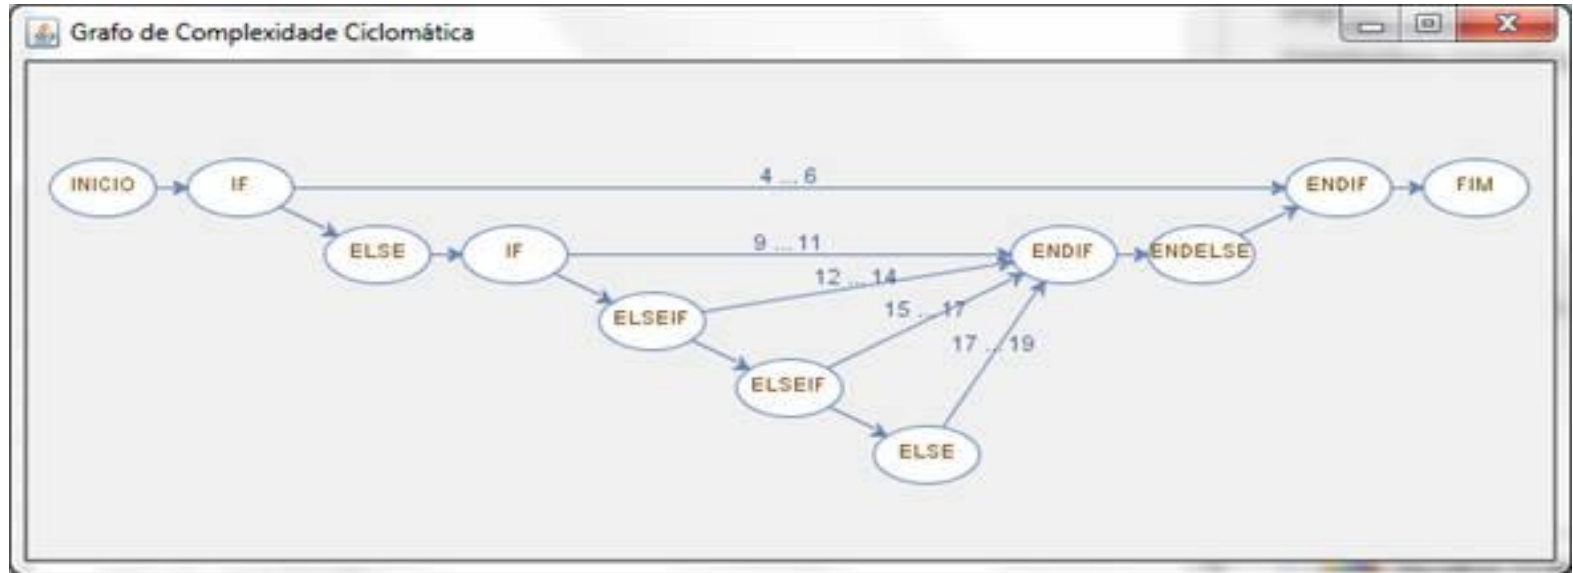 Grafo de Complexidade Ciclomática
4 ... 6
INICIO IF ENDIF FIM
9 ... 11
ELSE IF ENDIF ENDELSE
12 ... 14
15 ... 17
ELSEIF
17 ... 19
ELSEIF
ELSE